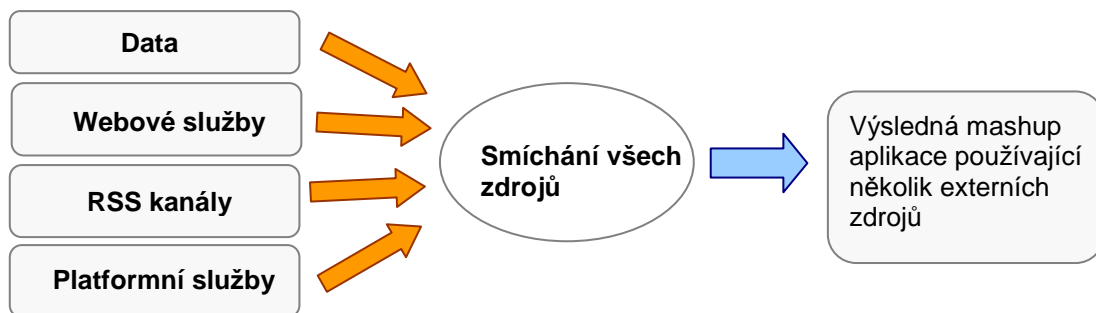 Data
Webové služby
RSS kanály
Platformní služby
Smíchání všech
zdrojů
Výsledná mashup
aplikace používající
několik externích
zdrojů